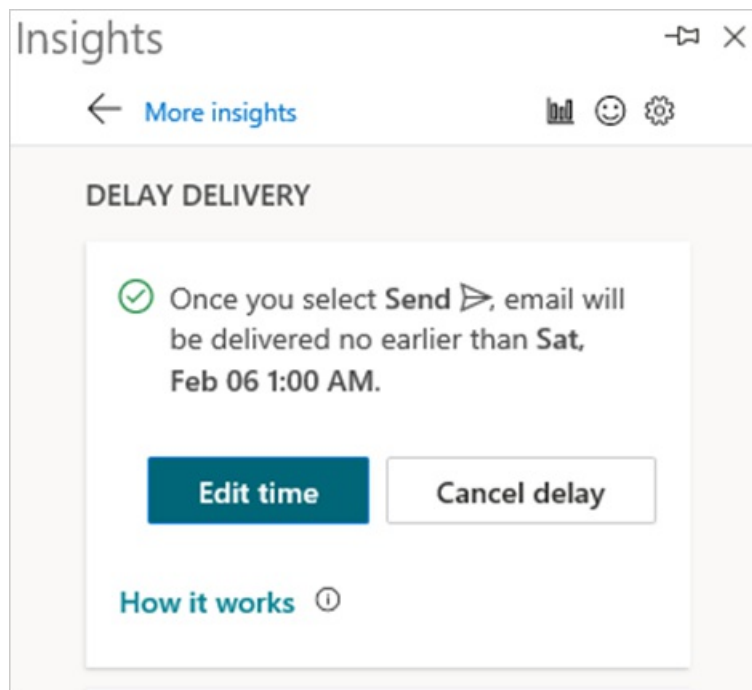 Insights
More insights
DELAY DELIVERY
Once you select Send , email will
be delivered no earlier than Sat,
Feb 06 1:00 AM.
Edit time
Cancel delay
How it works